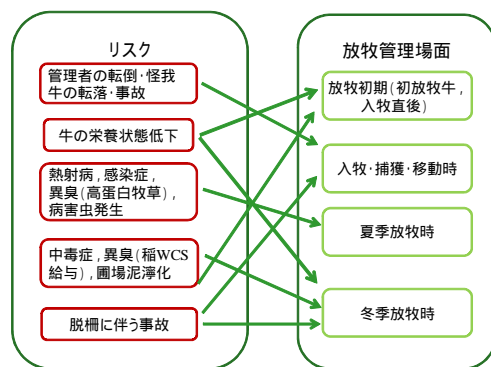 リスク
管理者の転倒・怪我
牛の転落・事故
牛の栄養状態低下
熱射病，感染症，
異臭(高蛋白牧草)，
病害虫発生
中毒症，異臭(稲WCS
給与)，圃場泥濘化
脱柵に伴う事故
放牧管理場面
放牧初期(初放牧牛，
入牧直後)
入牧・捕獲・移動時
夏季放牧時
冬季放牧時